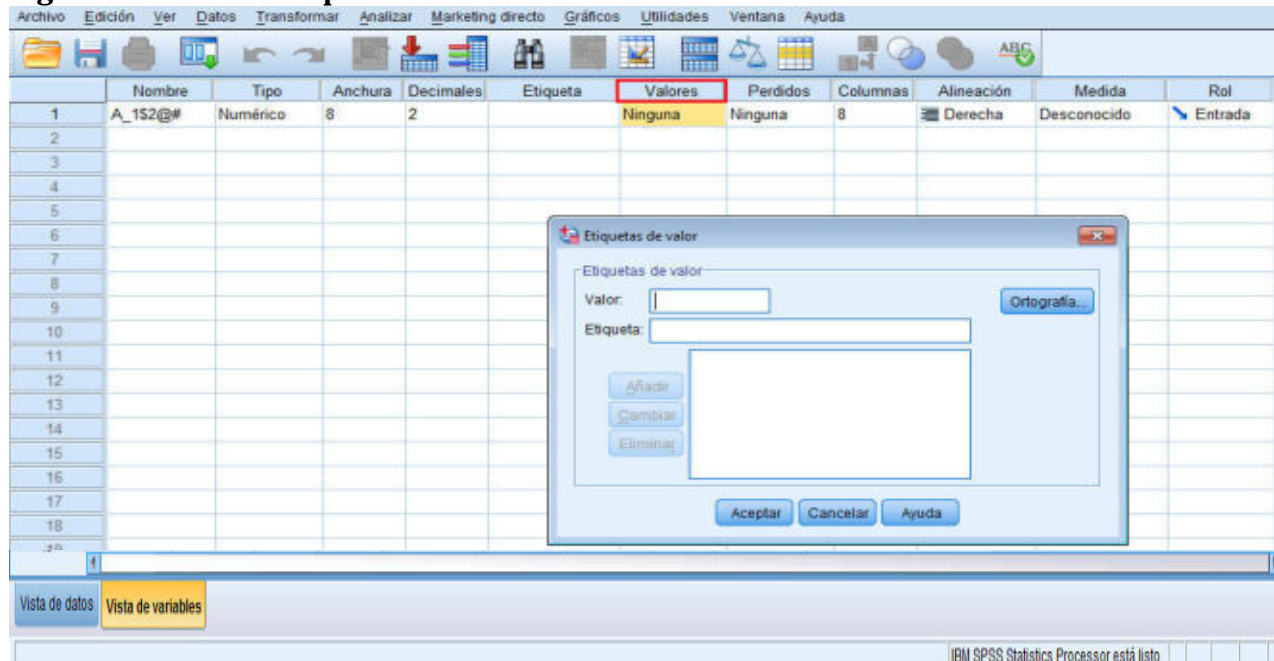 Archivo Edición Ver Datos Transformar Analizar Marketing directo Gráficos Utilidades Ventana Ayuda
ABC
Nombre Tipo Anchura Decimales Etiqueta Valores Perdidos Columnas Alineación Medida Rol
1 A_1$2@# Numérico 8 2 Ninguna Ninguna 8 Derecha Desconocido Entrada
2
3
4
5
6
7
8
9
10
11
12
13
14
15
16
17
18
Etiquetas de valor
Etiquetas de valor
Valor:
Ortografía...
Etiqueta:
Añadir
Cambiar
Eliminar
Aceptar Cancelar Ayuda
Vista de datos Vista de variables
IBM SPSS Statistics Processor está listo